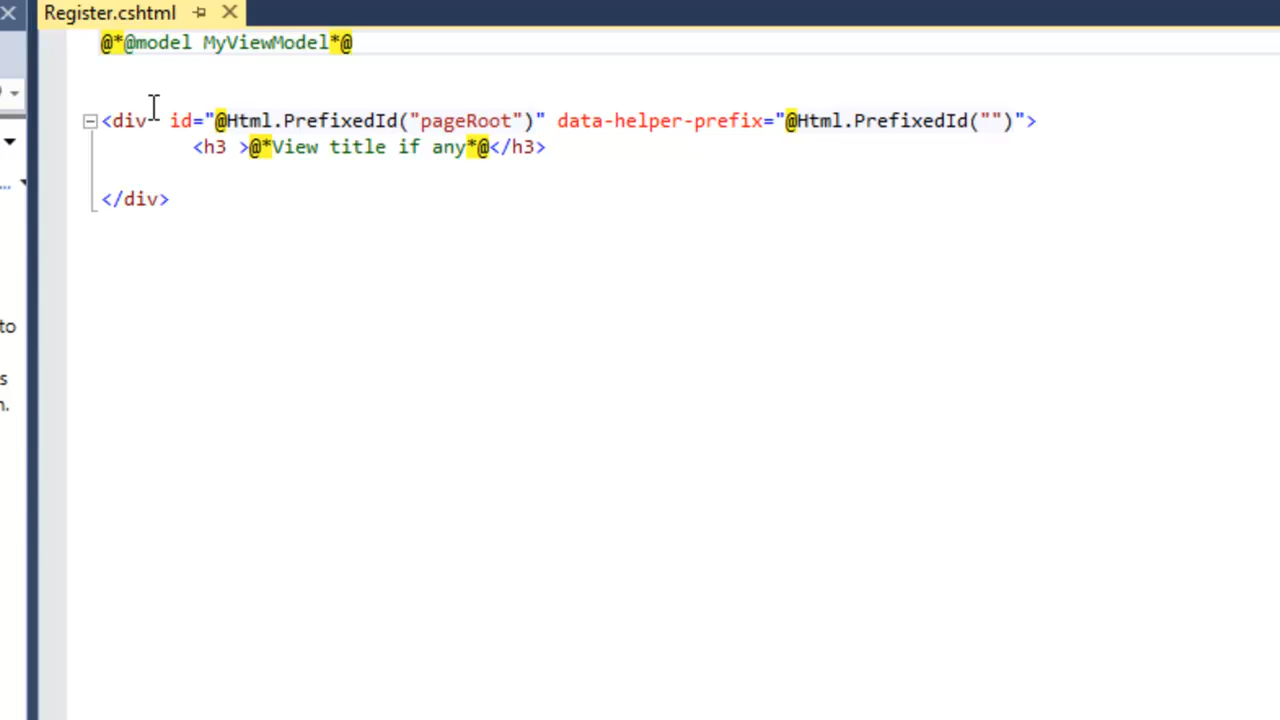 Register.cshtml
@*@model MyViewModel*@
<div  id="@Html.PrefixedId("pageRoot")" data-helper-prefix="@Html.PrefixedId("")">
<h3 >@*View title if any*@</h3>
</div>
...
to
s
n.